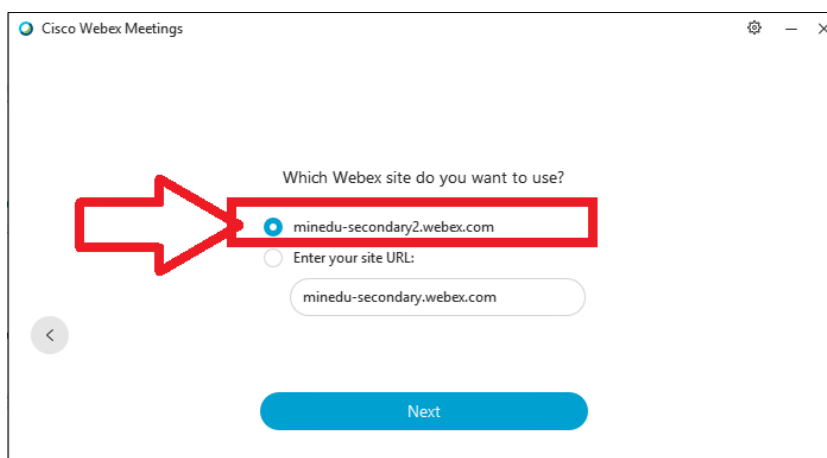 Cisco Webex Meetings
Which Webex site do you want to use?
minedu-secondary2.webex.com
Enter your site URL:
minedu-secondary.webex.com
Next